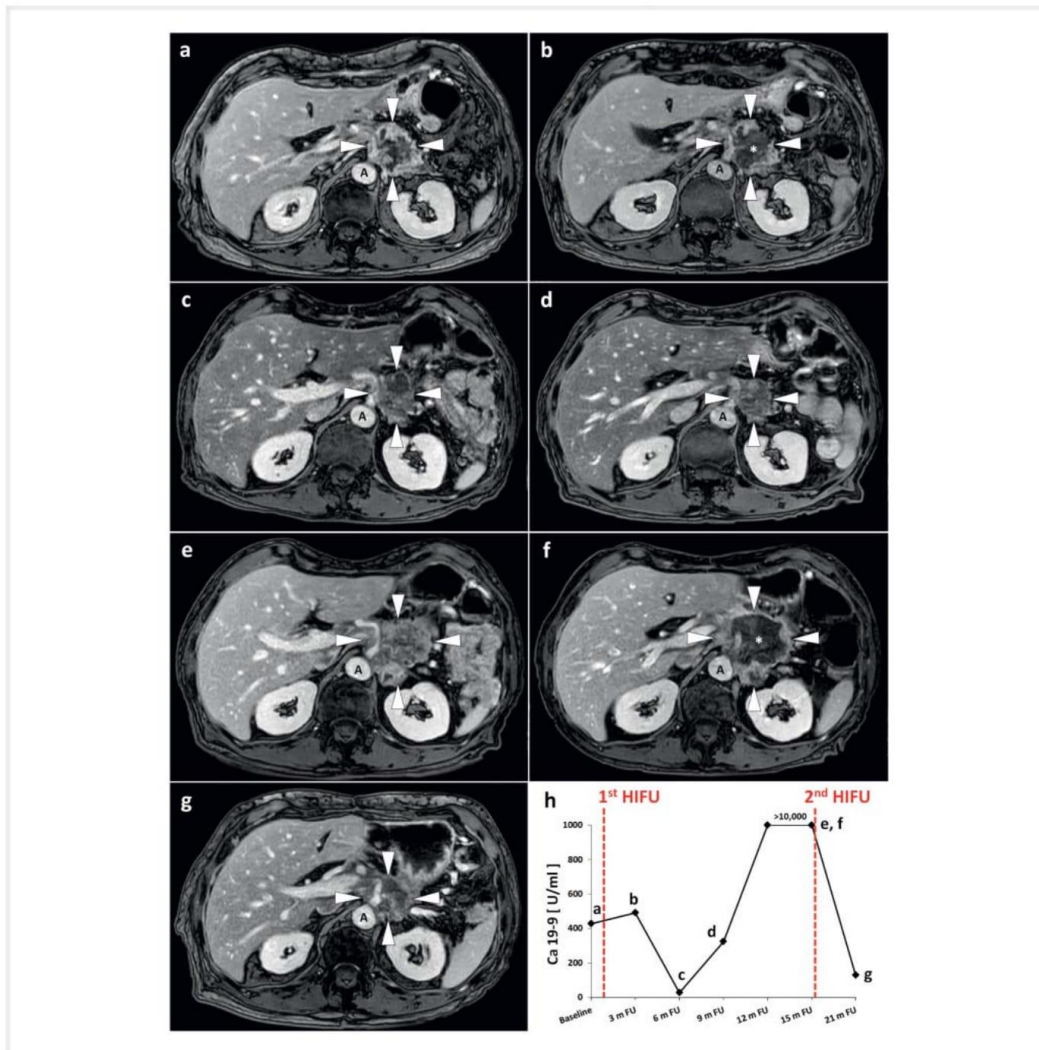 a
b
A
*
A
c
d
A
A
e
f
A
*
A
g
A
h
1st HIFU
2nd HIFU
Ca 19-9 [ U/ml ]
1000
800
600
400
200
0
>10,000
a
b
c
d
e, f
g
Baseline
3 m FU
6 m FU
9 m FU
12 m FU
15 m FU
21 m FU